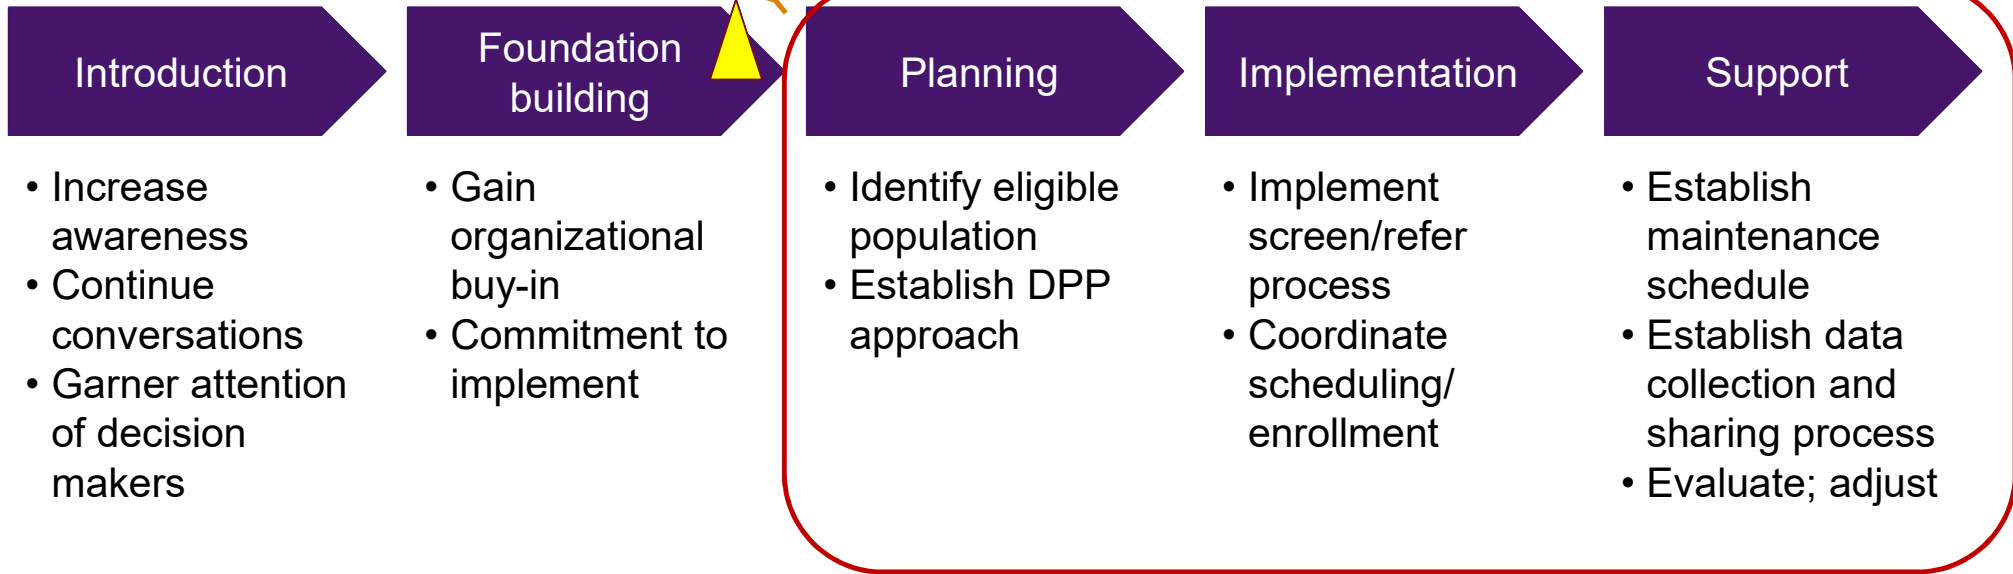 Introduction
Foundation
building
Planning
Implementation
Support
• Increase
awareness
• Continue
conversations
• Garner attention
of decision
makers
• Gain
organizational
buy-in
• Commitment to
implement
• Identify eligible
population
• Establish DPP
approach
• Implement
screen/refer
process
• Coordinate
scheduling/
enrollment
• Establish
maintenance
schedule
• Establish data
collection and
sharing process
• Evaluate; adjust